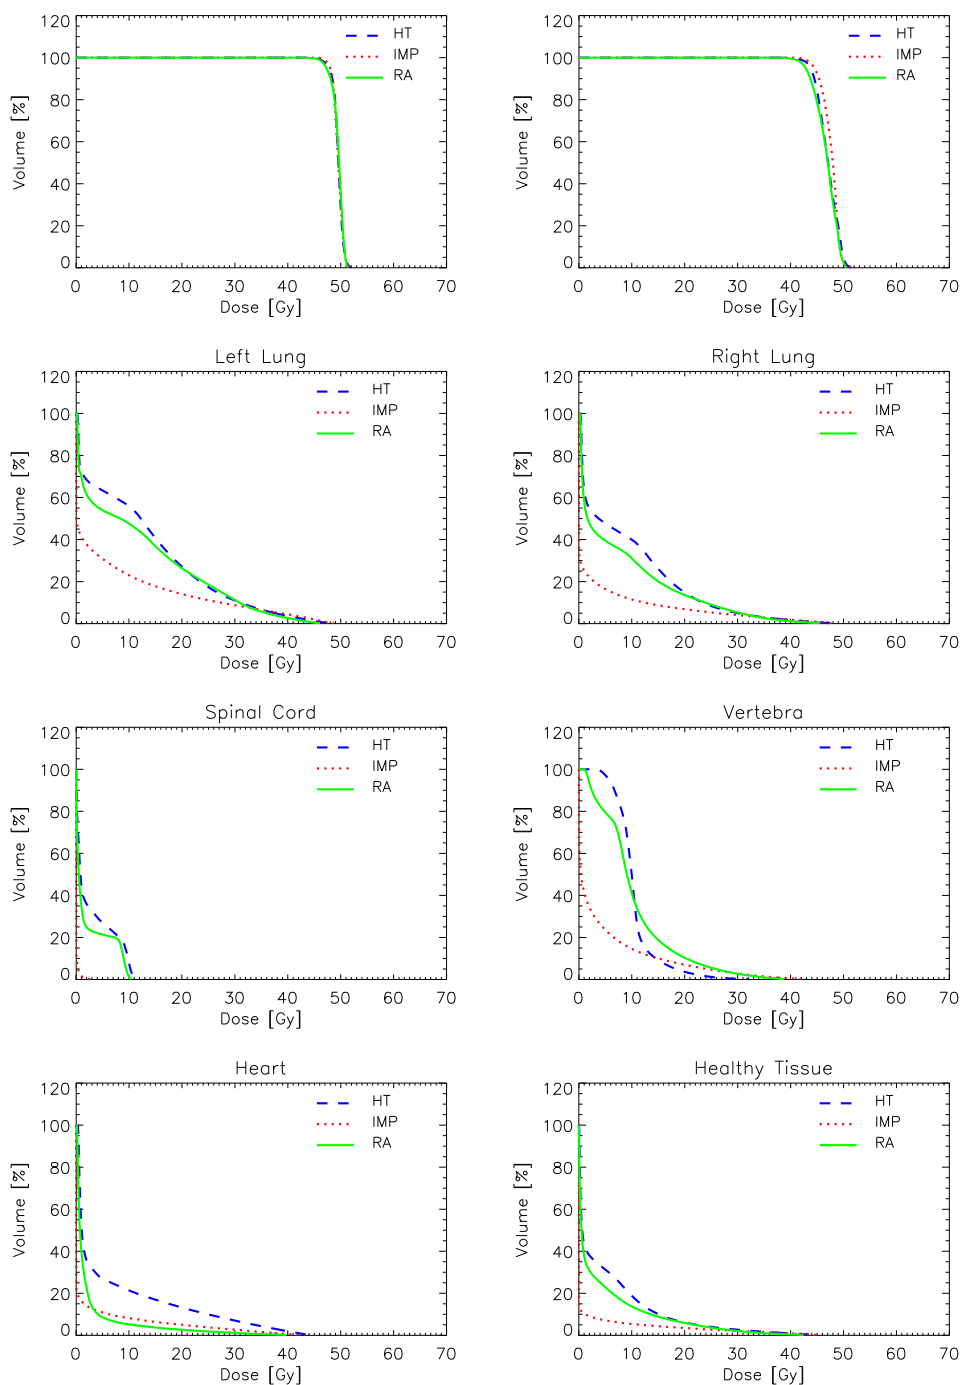 120 100 80 60 40 20 0
Volume [%]
HT
IMP
RA
0 10 20 30 40 50 60 70
Dose [Gy]
120 100 80 60 40 20 0
Volume [%]
HT
IMP
RA
0 10 20 30 40 50 60 70
Dose [Gy]
Left Lung
120 100 80 60 40 20 0
Volume [%]
HT
IMP
RA
0 10 20 30 40 50 60 70
Dose [Gy]
Right Lung
120 100 80 60 40 20 0
Volume [%]
HT
IMP
RA
0 10 20 30 40 50 60 70
Dose [Gy]
Spinal Cord
120 100 80 60 40 20 0
Volume [%]
HT
IMP
RA
0 10 20 30 40 50 60 70
Dose [Gy]
Vertebra
120 100 80 60 40 20 0
Volume [%]
HT
IMP
RA
0 10 20 30 40 50 60 70
Dose [Gy]
Heart
120 100 80 60 40 20 0
Volume [%]
HT
IMP
RA
0 10 20 30 40 50 60 70
Dose [Gy]
Healthy Tissue
120 100 80 60 40 20 0
Volume [%]
HT
IMP
RA
0 10 20 30 40 50 60 70
Dose [Gy]